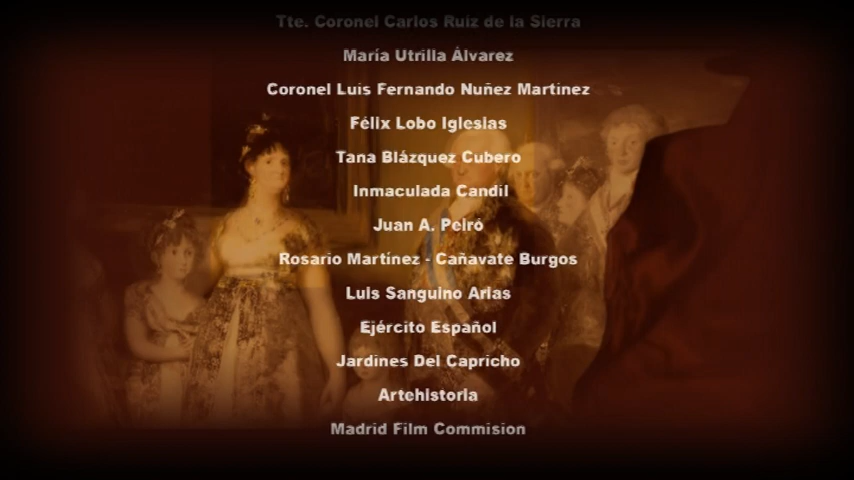 Tte. Coronel Carlos Ruíz de la Sierra
María Utrilla Álvarez
Coronel Luis Fernando Nuñez Martínez
Félix Lobo Iglesias
Tana Blázquez Cubero
Inmaculada Candil
Juan A. Peiró
Rosario Martínez - Cañavate Burgos
Luis Sanguino Arias
Ejército Español
Jardines Del Capricho
Artehistoria
Madrid Film Commision